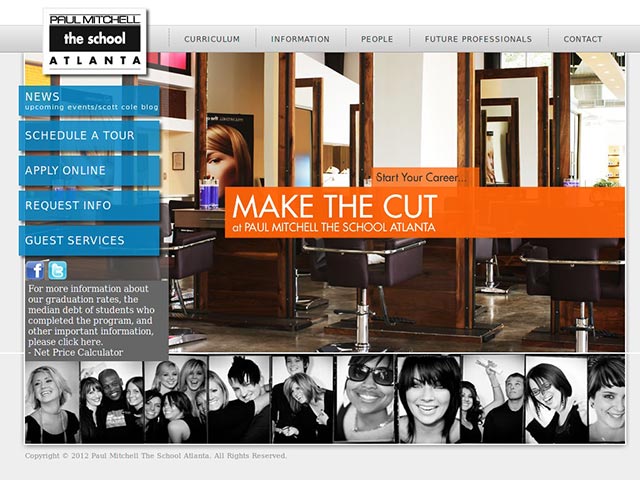 PAUL MITCHELL
the school
ATLANTA
CURRICULUM
INFORMATION
PEOPLE
FUTURE PROFESSIONALS
CONTACT
NEWS
upcoming events/scott cole blog
SCHEDULE A TOUR
APPLY ONLINE
REQUEST INFO
GUEST SERVICES
Start Your Career...
MAKE THE CUT
at PAUL MITCHELL THE SCHOOL ATLANTA
For more information about
our graduation rates, the
median debt of students who
completed the program, and
other important information,
please click here.
- Net Price Calculator
Copyright © 2012 Paul Mitchell The School Atlanta. All Rights Reserved.